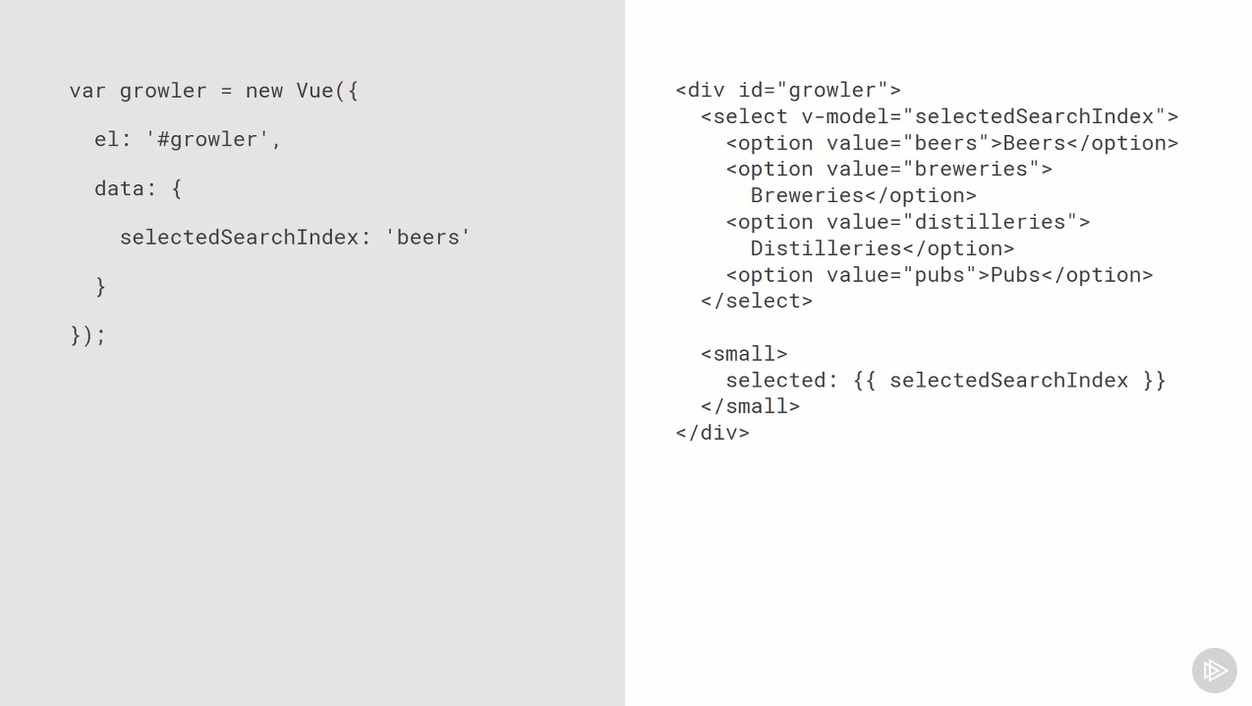 var growler = new Vue({
el: '#growler',
data: {
selectedSearchIndex: 'beers'
}
});
<div id="growler">
<select v-model="selectedSearchIndex">
<option value="beers">Beers</option>
<option value="breweries">
Breweries</option>
<option value="distilleries">
Distilleries</option>
<option value="pubs">Pubs</option>
</select>
<small>
selected: {{ selectedSearchIndex }}
</small>
</div>